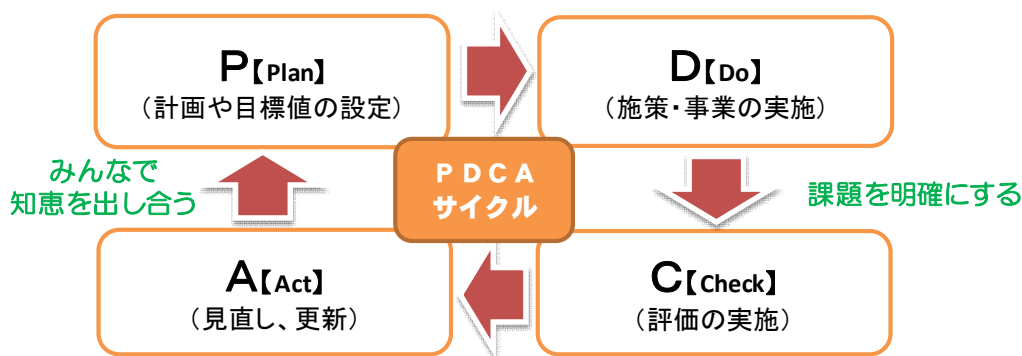 P【Plan】
（計画や目標値の設定）
D【Do】
（施策・事業の実施）
みんなで
知恵を出し合う
PDCA
サイクル
課題を明確にする
A【Act】
（見直し、更新）
C【Check】
（評価の実施）